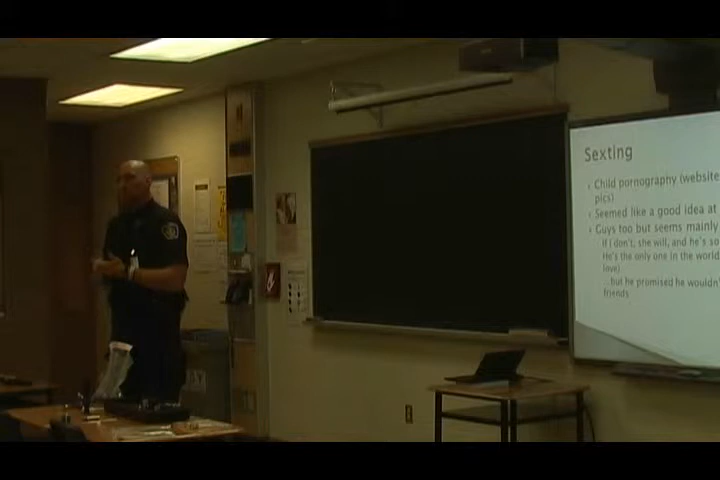 Sexting
Child pornography (website
pics)
Seemed like a good idea at
Guys too but seems mainly
If I don't, she will, and he's so
He's the only one in the world
love)
...but he promised he wouldn'
friends